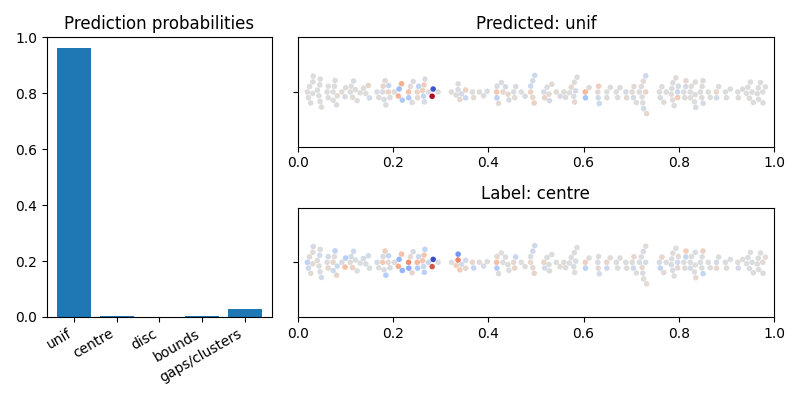 Prediction probabilities
1.0
0.8
0.6
0.4
0.2
0.0
unif
centre
disc
bounds
gaps/clusters
Predicted: unif
0.0 0.2 0.4 0.6 0.8 1.0
Label: centre
0.0 0.2 0.4 0.6 0.8 1.0